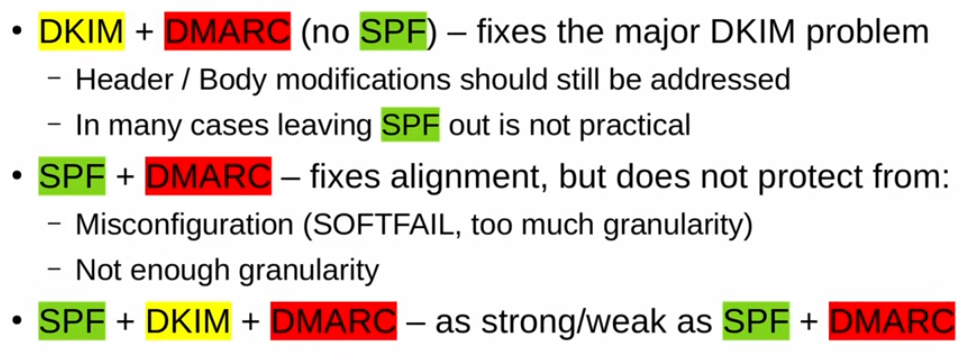 • DKIM + DMARC (no SPF) – fixes the major DKIM problem
– Header / Body modifications should still be addressed
– In many cases leaving SPF out is not practical
• SPF + DMARC – fixes alignment, but does not protect from:
– Misconfiguration (SOFTFAIL, too much granularity)
– Not enough granularity
• SPF + DKIM + DMARC – as strong/weak as SPF + DMARC